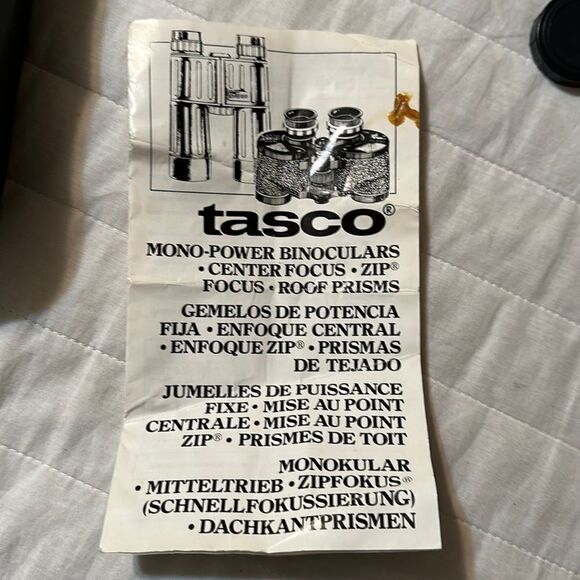 tasco®
MONO-POWER BINOCULARS
• CENTER FOCUS • ZIP®
FOCUS • ROOF PRISMS
GEMELOS DE POTENCIA
FIJA • ENFOQUE CENTRAL
• ENFOQUE ZIP® • PRISMAS
DE TEJADO
JUMELLES DE PUISSANCE
FIXE • MISE AU POINT
CENTRALE • MISE AU POINT
ZIP® • PRISMES DE TOIT
MONOKULAR
• MITTELTRIEB • ZIPFOKUS®
(SCHNELLFOKUSSIERUNG)
• DACHKANTPRISMEN